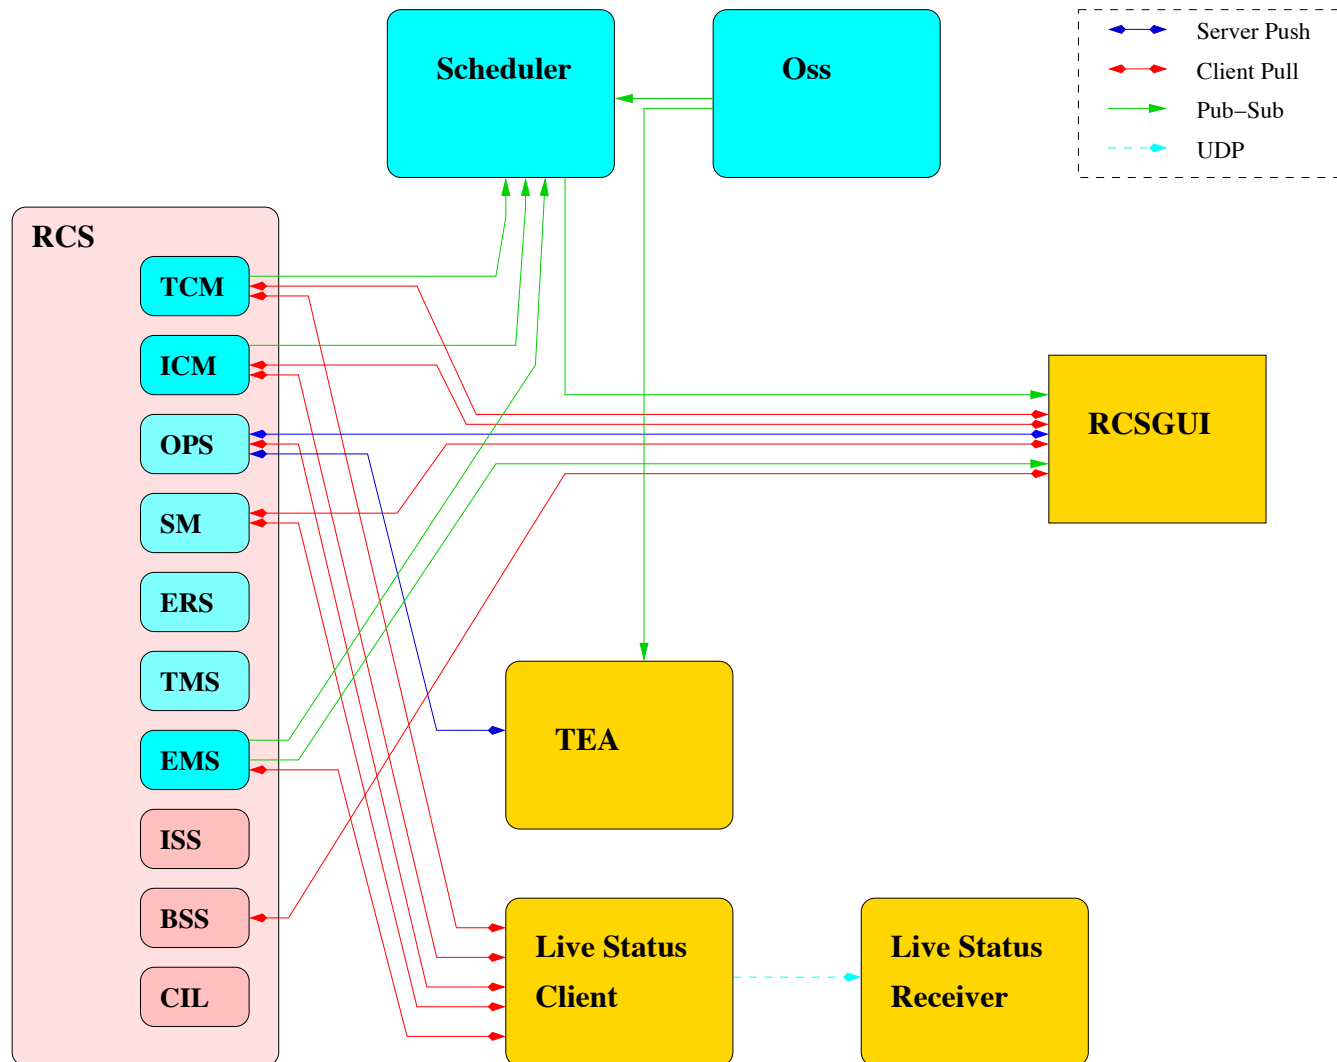 Scheduler
Oss
Server Push
Client Pull
Pub−Sub
UDP
RCS
TCM
ICM
OPS
SM
ERS
TMS
EMS
ISS
BSS
CIL
RCSGUI
TEA
Live Status
Client
Live Status
Receiver